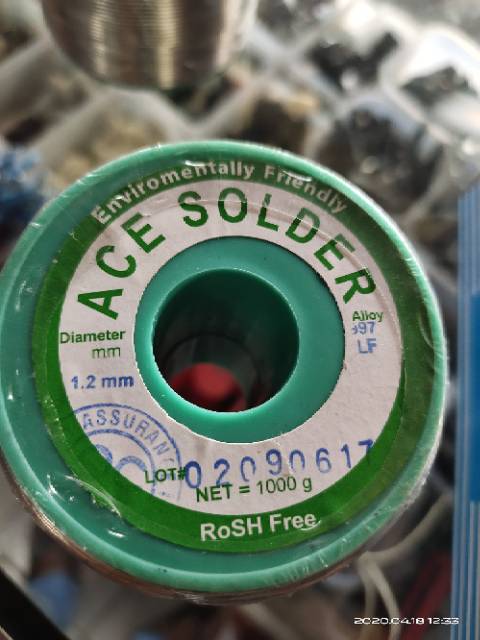 Enviromentally Friendly
ACE SOLDER
Diameter
mm
1.2 mm
Alloy
997
LF
ASSURAN
LOT# 02090617
NET = 1000 g
RoSH Free
2020.04.18 12:33